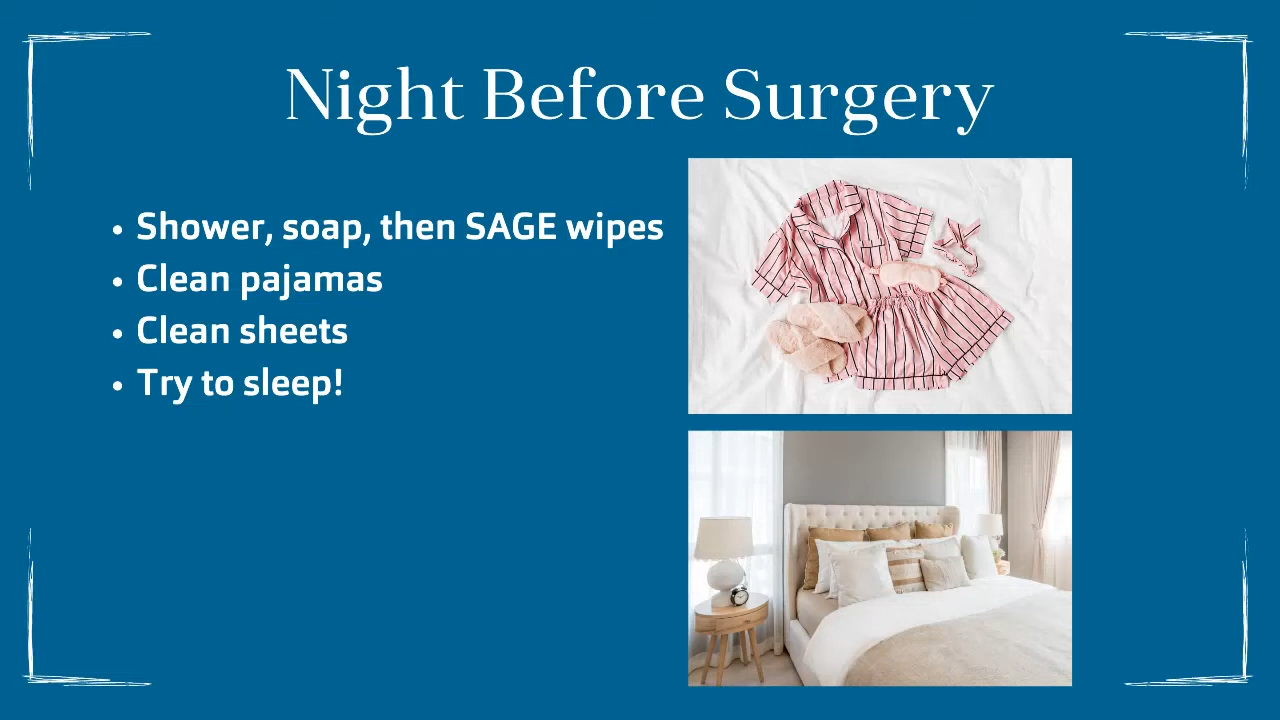 Night Before Surgery
• Shower, soap, then SAGE wipes
• Clean pajamas
• Clean sheets
• Try to sleep!